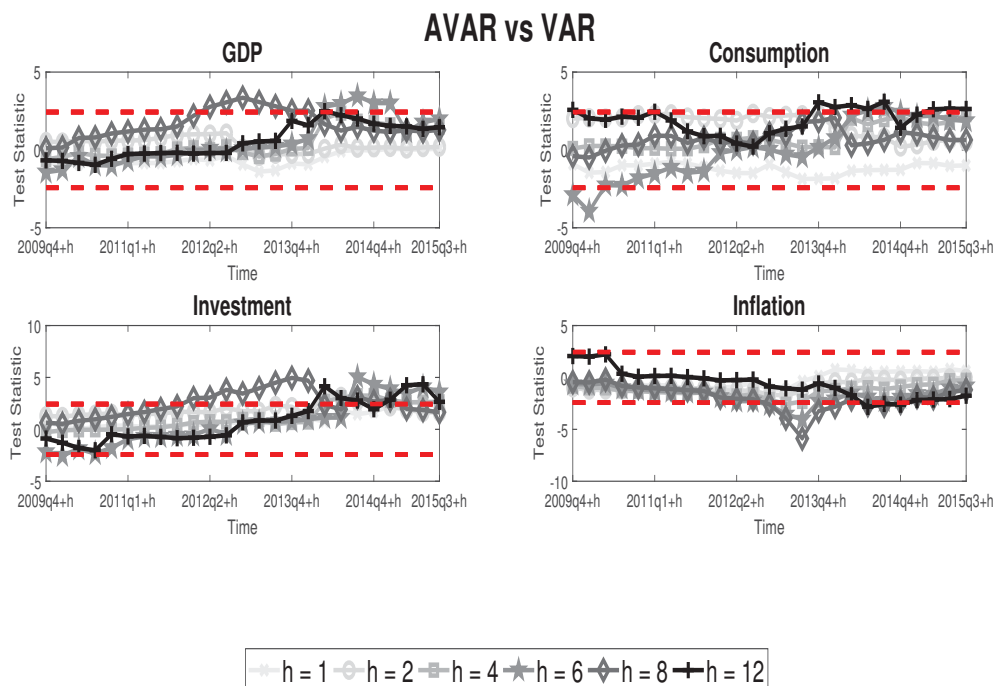 AVAR vs VAR
GDP
Consumption
5
0
-5
Test Statistic
2009q4+h 2011q1+h 2012q2+h 2013q4+h 2014q4+h 2015q3+h
Time
5
0
-5
Test Statistic
2009q4+h 2011q1+h 2012q2+h 2013q4+h 2014q4+h 2015q3+h
Time
Investment
Inflation
10
5
0
-5
Test Statistic
2009q4+h 2011q1+h 2012q2+h 2013q4+h 2014q4+h 2015q3+h
Time
5
0
-5
-10
Test Statistic
2009q4+h 2011q1+h 2012q2+h 2013q4+h 2014q4+h 2015q3+h
Time
h = 1 h = 2 h = 4 h = 6 h = 8 h = 12